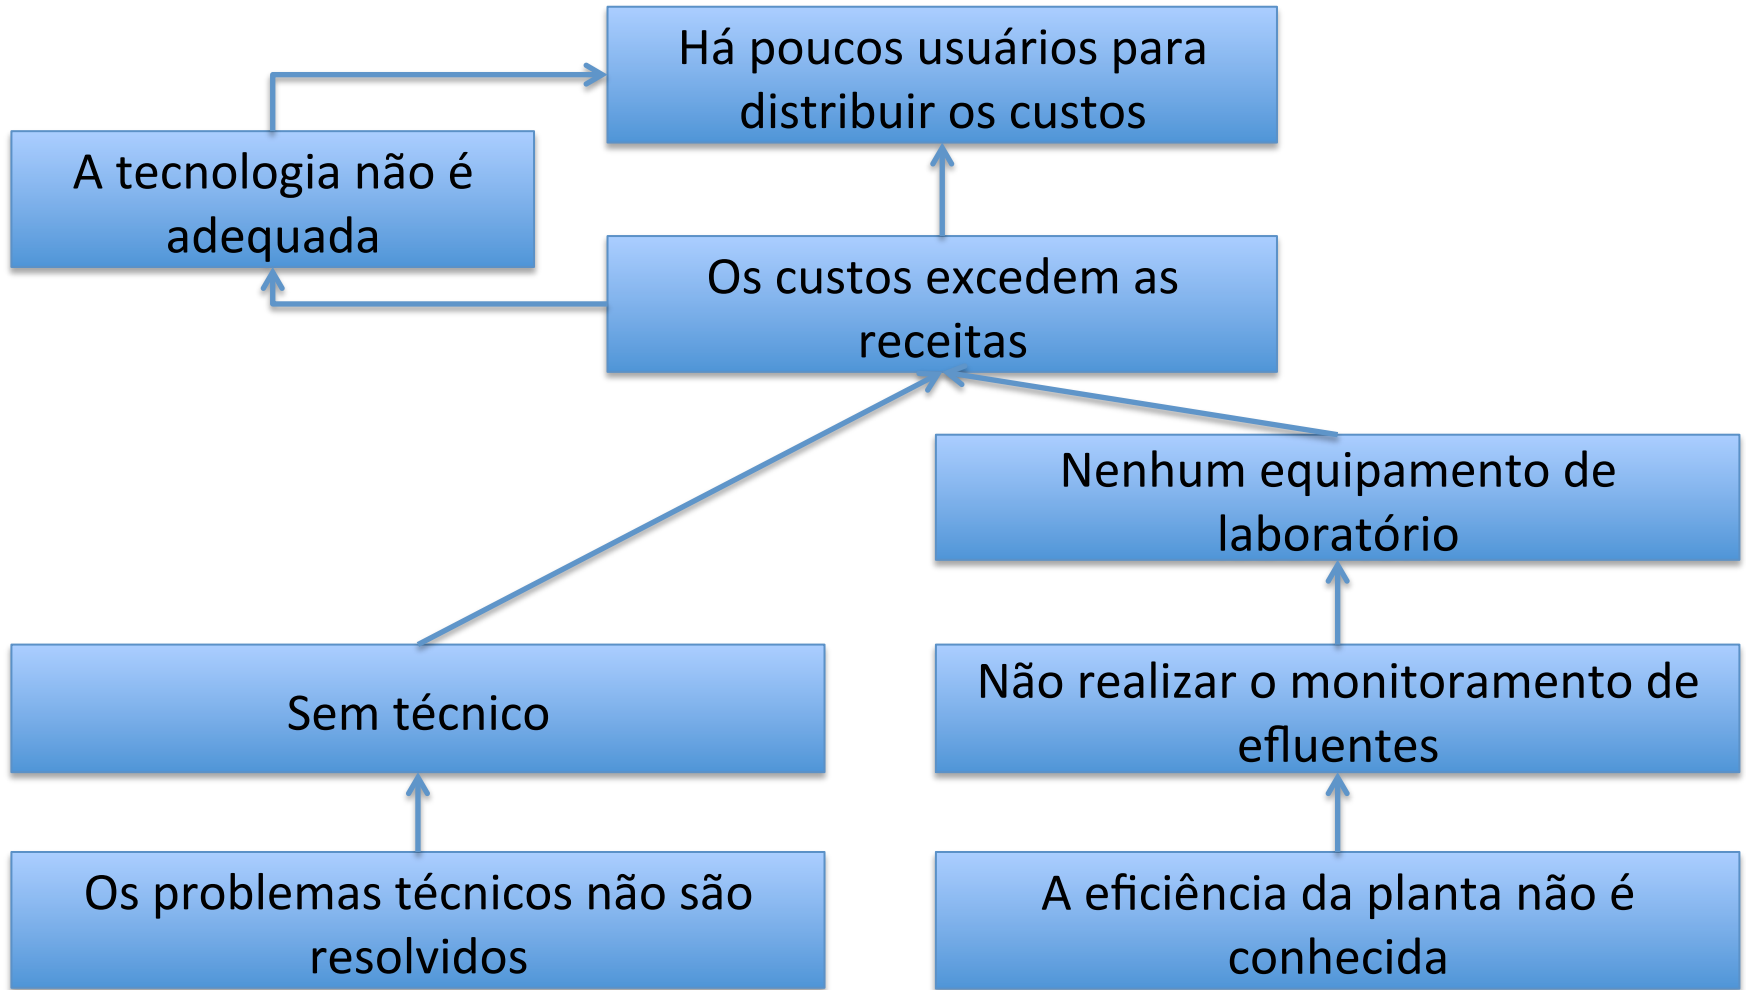 Há poucos usuários para
distribuir os custos
A tecnologia não é
adequada
Os custos excedem as
receitas
Nenhum equipamento de
laboratório
Sem técnico
Não realizar o monitoramento de
efluentes
Os problemas técnicos não são
resolvidos
A eficiência da planta não é
conhecida